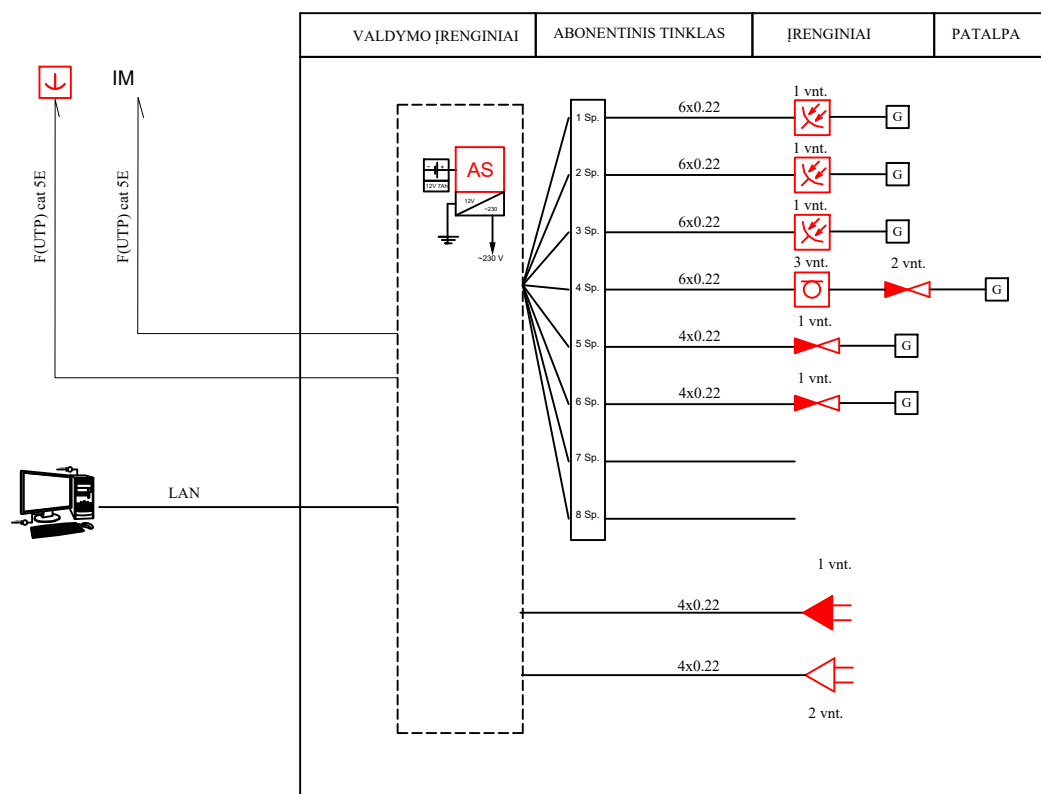 VALDYMO ĮRENGINIAI
ABONENTINIS TINKLAS
ĮRENGINIAI
PATALPA
IM
F(UTP) cat 5E
F(UTP) cat 5E
AS
- +
12V 7Ah
12V
~230
~230 V
1 Sp.
6x0.22
1 vnt.
G
2 Sp.
6x0.22
1 vnt.
G
3 Sp.
6x0.22
1 vnt.
G
4 Sp.
6x0.22
3 vnt.
2 vnt.
G
5 Sp.
4x0.22
1 vnt.
G
6 Sp.
4x0.22
1 vnt.
G
7 Sp.
8 Sp.
LAN
4x0.22
1 vnt.
4x0.22
2 vnt.